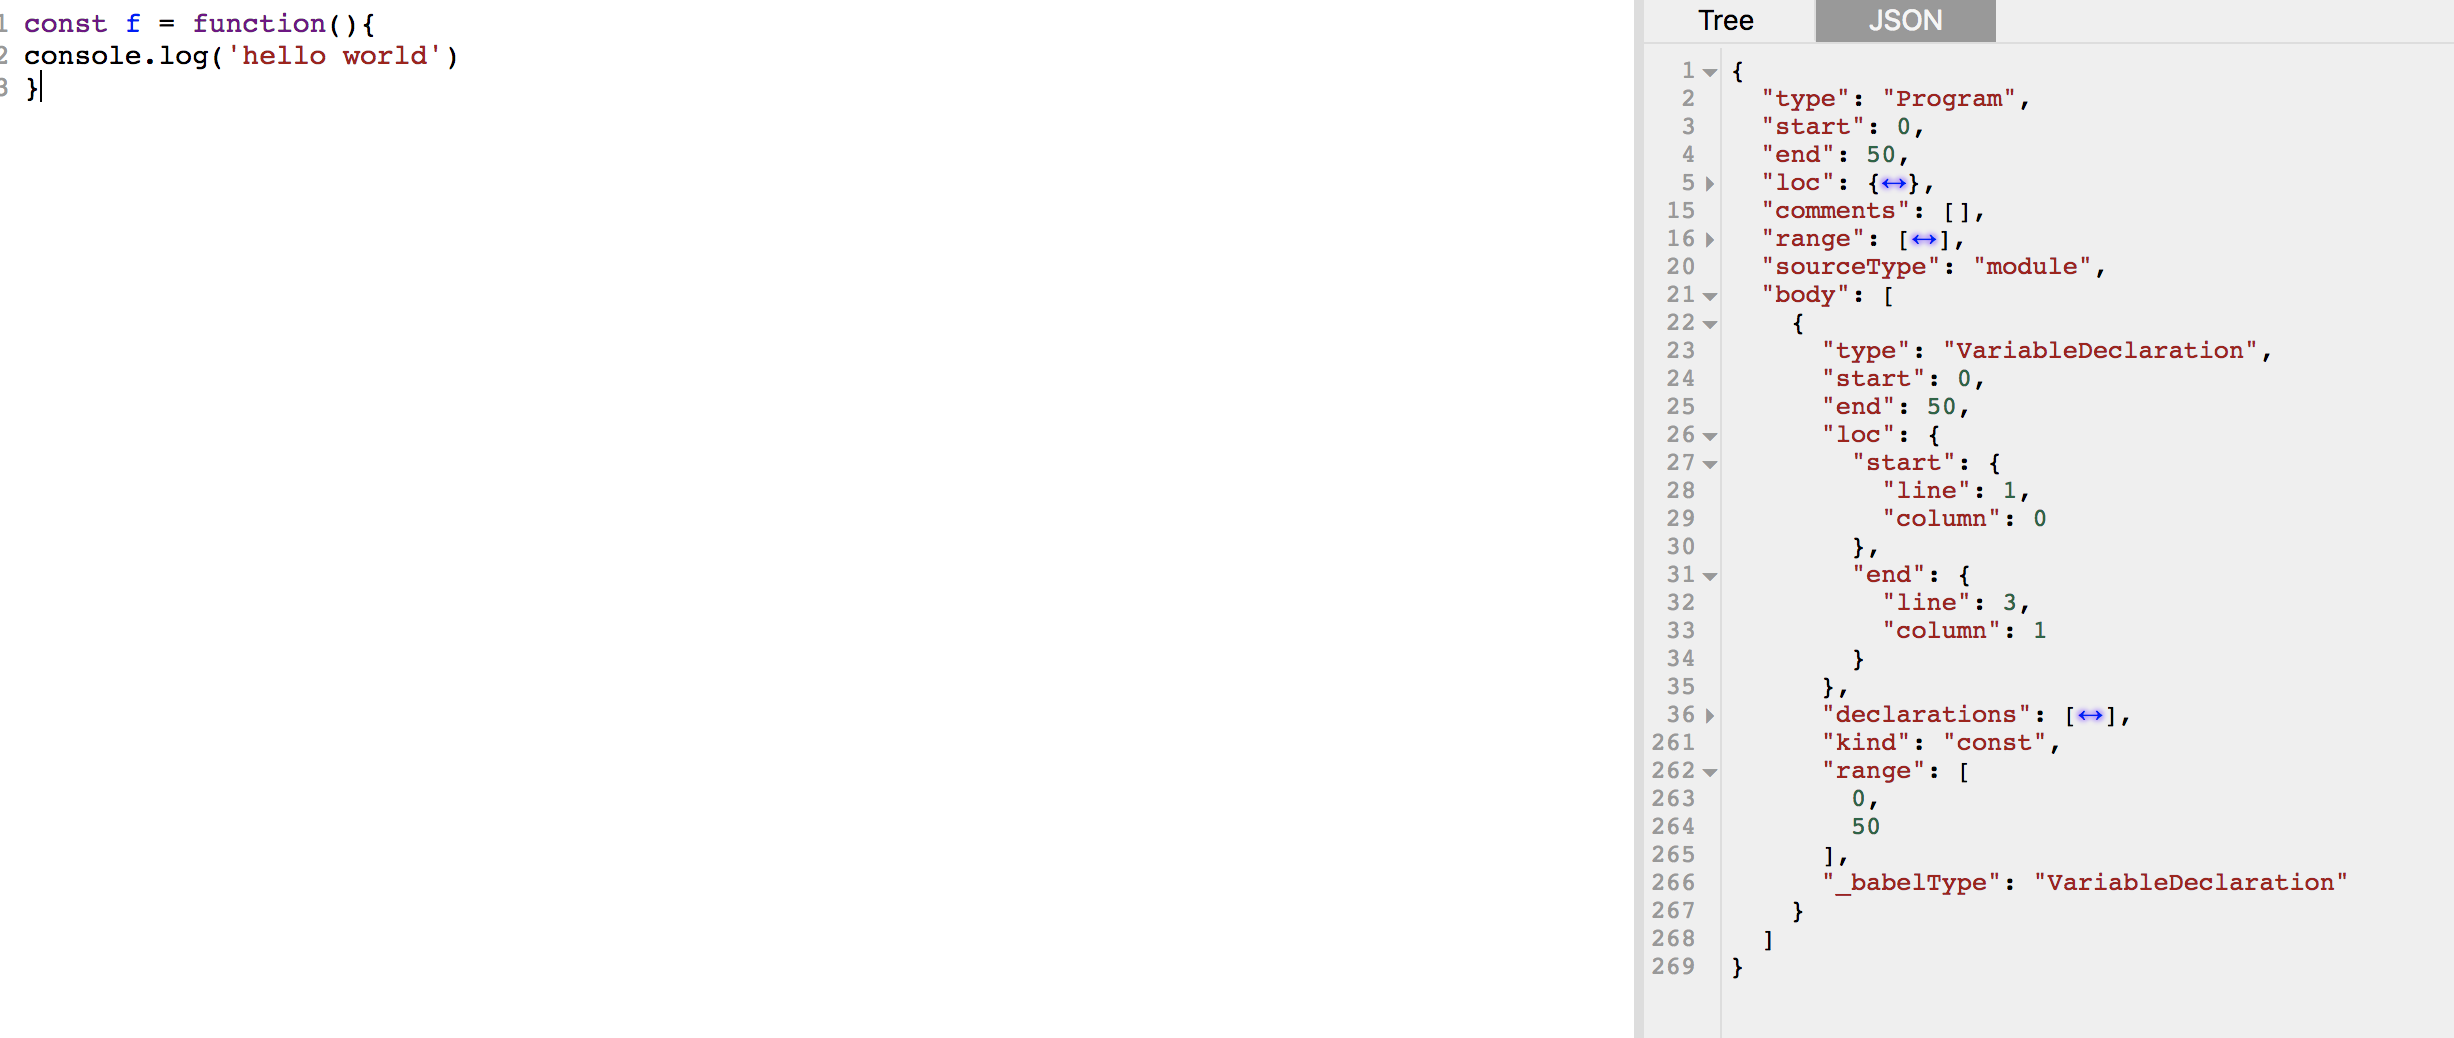 1 const f = function(){
2 console.log('hello world')
3 }
Tree JSON
1 {
2 "type": "Program",
3 "start": 0,
4 "end": 50,
5 "loc": {↔},
15 "comments": [],
16 "range": [↔],
20 "sourceType": "module",
21 "body": [
22 {
23 "type": "VariableDeclaration",
24 "start": 0,
25 "end": 50,
26 "loc": {
27 "start": {
28 "line": 1,
29 "column": 0
30 },
31 "end": {
32 "line": 3,
33 "column": 1
34 }
35 },
36 "declarations": [↔],
261 "kind": "const",
262 "range": [
263 0,
264 50
265 ],
266 "_babelType": "VariableDeclaration"
267 }
268 ]
269 }